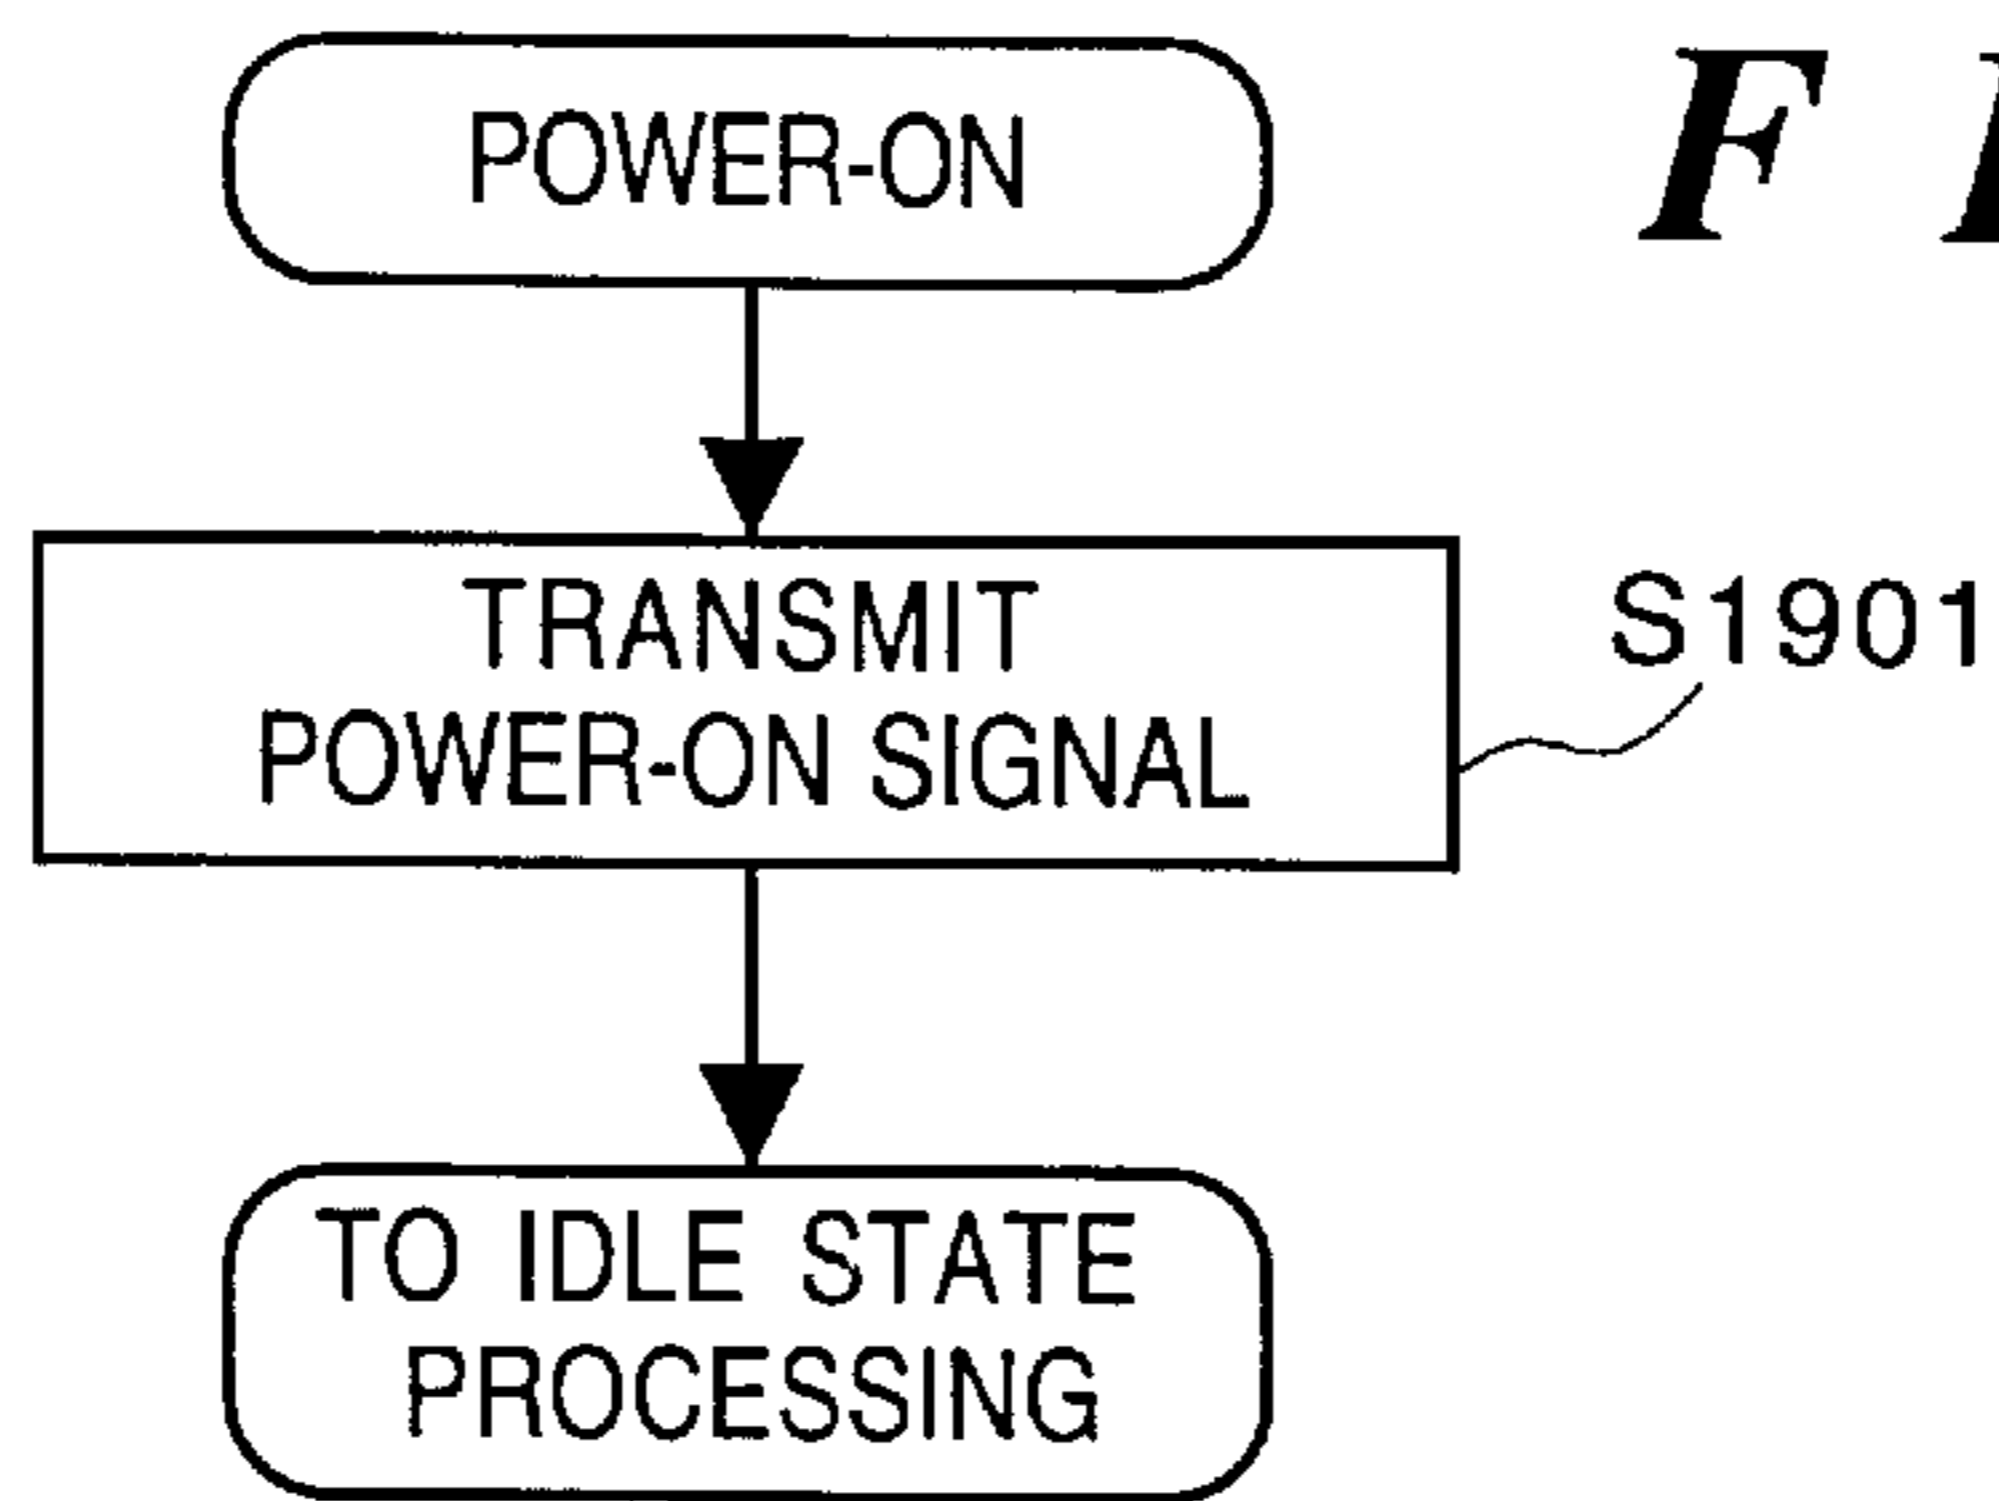 POWER-ON
F
TRANSMIT
POWER-ON SIGNAL
S1901
TO IDLE STATE
PROCESSING